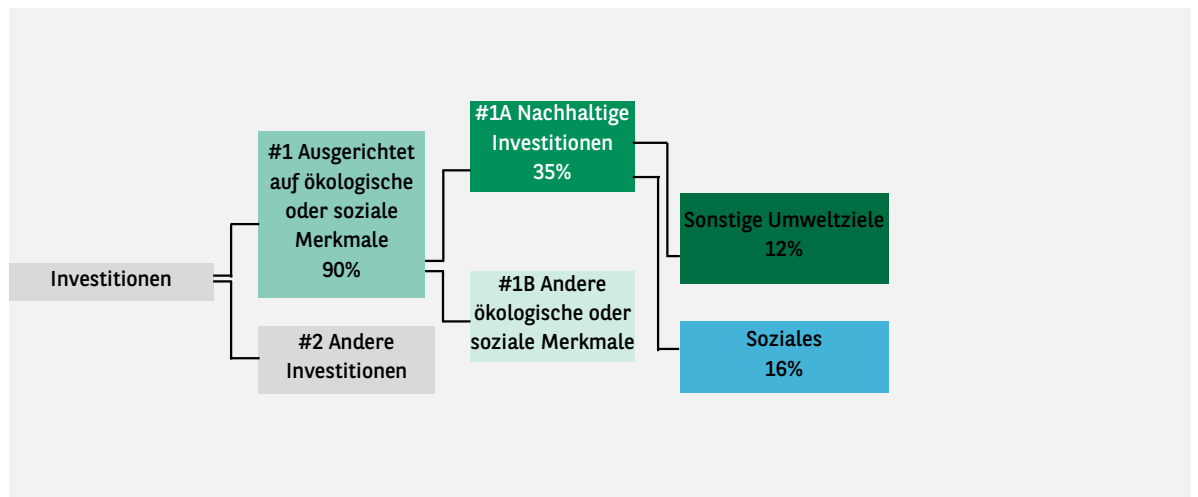 Investitionen
#1 Ausgerichtet
auf ökologische
oder soziale
Merkmale
90%
#2 Andere
Investitionen
#1A Nachhaltige
Investitionen
35%
#1B Andere
ökologische oder
soziale Merkmale
Sonstige Umweltziele
12%
Soziales
16%